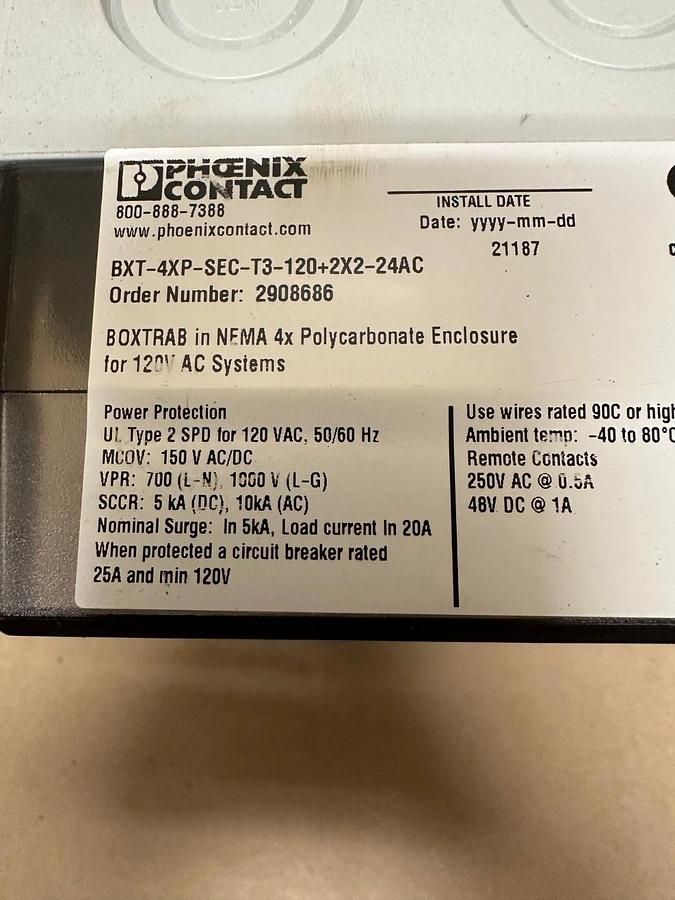 PHŒNIX
CONTACT
800-888-7388
www.phoenixcontact.com
INSTALL DATE
Date: yyyy-mm-dd
21187
BXT-4XP-SEC-T3-120+2X2-24AC
Order Number: 2908686
BOXTRAB in NEMA 4x Polycarbonate Enclosure
for 120V AC Systems
Power Protection
UL Type 2 SPD for 120 VAC, 50/60 Hz
MCOV: 150 V AC/DC
VPR: 700 (L-N), 1000 V (L-G)
SCCR: 5 kA (DC), 10kA (AC)
Nominal Surge: In 5kA, Load current In 20A
When protected a circuit breaker rated
25A and min 120V
Use wires rated 90C or high
Ambient temp: -40 to 80°C
Remote Contacts
250V AC @ 0.5A
48V DC @ 1A